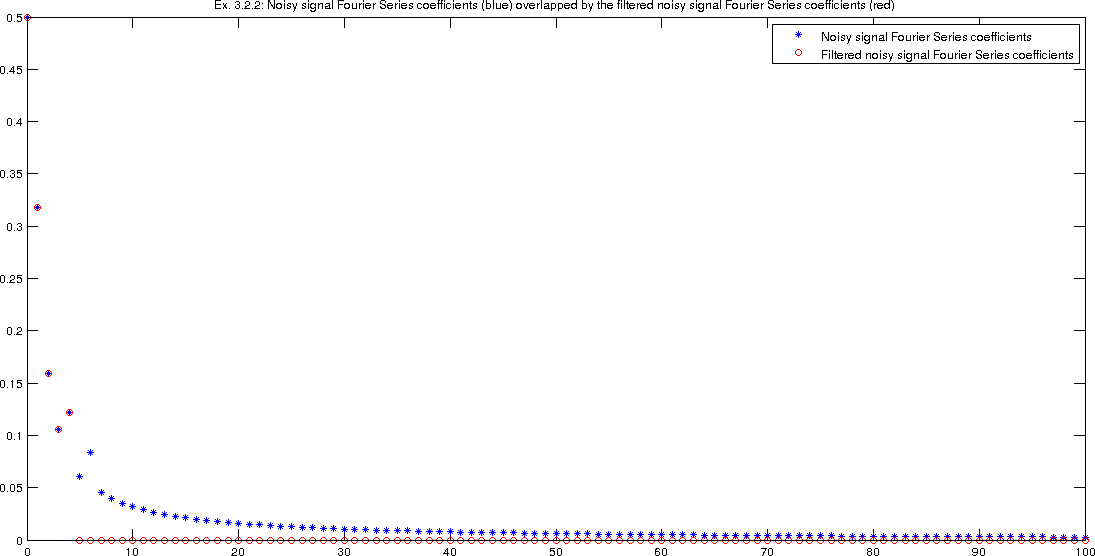 Ex. 3.2.2: Noisy signal Fourier Series coefficients (blue) overlapped by the filtered noisy signal Fourier Series coefficients (red)
0.5
Noisy signal Fourier Series coefficients
Filtered noisy signal Fourier Series coefficients
0.45
0.4
0.35
0.3
0.25
0.2
0.15
0.1
0.05
0
0 10 20 30 40 50 60 70 80 90 100